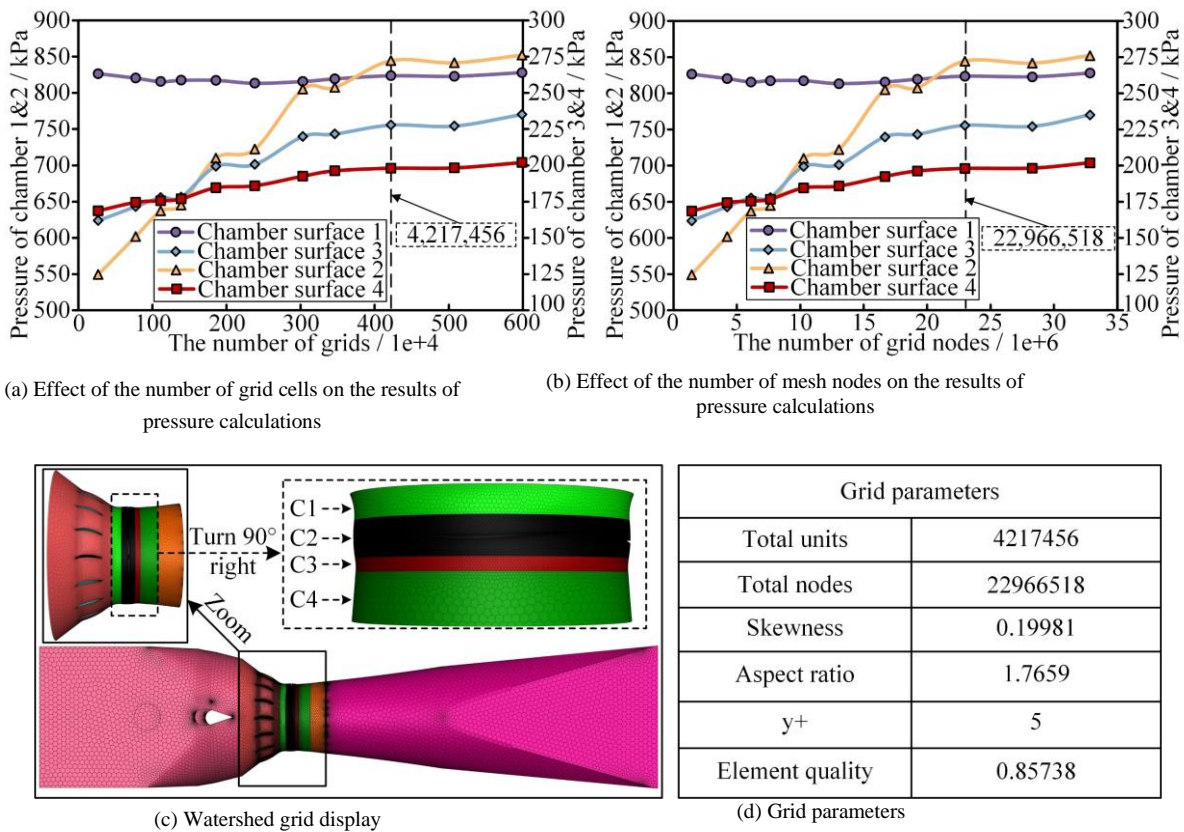 900
850
800
750
700
650
600
550
500
Pressure of chamber 1&2 / kPa
300
275
250
225
200
175
150
125
100
Pressure of chamber 3&4 / kPa
0 100 200 300 400 500 600
The number of grids / 1e+4
Chamber surface 1
Chamber surface 3
Chamber surface 2
Chamber surface 4
4,217,456
(a) Effect of the number of grid cells on the results of
pressure calculations
900
850
800
750
700
650
600
550
500
Pressure of chamber 1&2 / kPa
300
275
250
225
200
175
150
125
100
Pressure of chamber 3&4 / kPa
0 5 10 15 20 25 30 35
The number of grid nodes / 1e+6
Chamber surface 1
Chamber surface 3
Chamber surface 2
Chamber surface 4
22,966,518
(b) Effect of the number of mesh nodes on the results of
pressure calculations
Turn 90°
right
Zoom
C1
C2
C3
C4
(c) Watershed grid display
Grid parameters
Total units 4217456
Total nodes 22966518
Skewness 0.19981
Aspect ratio 1.7659
y+ 5
Element quality 0.85738
(d) Grid parameters